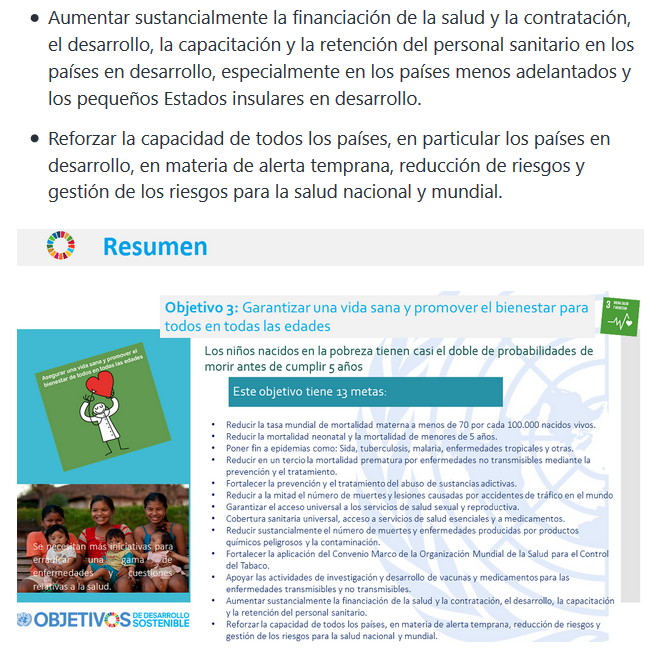 Aumentar sustancialmente la financiación de la salud y la contratación,
el desarrollo, la capacitación y la retención del personal sanitario en los
países en desarrollo, especialmente en los países menos adelantados y
los pequeños Estados insulares en desarrollo.
Reforzar la capacidad de todos los países, en particular los países en
desarrollo, en materia de alerta temprana, reducción de riesgos y
gestión de los riesgos para la salud nacional y mundial.
Resumen
Objetivo 3: Garantizar una vida sana y promover el bienestar para
todos en todas las edades
3 SALUD Y BIENESTAR
Los niños nacidos en la pobreza tienen casi el doble de probabilidades de
morir antes de cumplir 5 años
Asegurar una vida sana y promover el
bienestar de todos en todas las edades
Este objetivo tiene 13 metas:
• Reducir la tasa mundial de mortalidad materna a menos de 70 por cada 100.000 nacidos vivos.
• Reducir la mortalidad neonatal y la mortalidad de menores de 5 años.
• Poner fin a epidemias como: Sida, tuberculosis, malaria, enfermedades tropicales y otras.
• Reducir en un tercio la mortalidad prematura por enfermedades no transmisibles mediante la
prevención y el tratamiento.
• Fortalecer la prevención y el tratamiento del abuso de sustancias adictivas.
• Reducir a la mitad el número de muertes y lesiones causadas por accidentes de tráfico en el mundo
• Garantizar el acceso universal a los servicios de salud sexual y reproductiva.
• Cobertura sanitaria universal, acceso a servicios de salud esenciales y a medicamentos.
• Reducir sustancialmente el número de muertes y enfermedades producidas por productos
químicos peligrosos y la contaminación.
• Fortalecer la aplicación del Convenio Marco de la Organización Mundial de la Salud para el Control
del Tabaco.
• Apoyar las actividades de investigación y desarrollo de vacunas y medicamentos para las
enfermedades transmisibles y no transmisibles.
• Aumentar sustancialmente la financiación de la salud y la contratación, el desarrollo, la capacitación
y la retención del personal sanitario.
• Reforzar la capacidad de todos los países, en materia de alerta temprana, reducción de riesgos y
gestión de los riesgos para la salud nacional y mundial.
Se necesitan más iniciativas para
erradicar una gama de
enfermedades y cuestiones
relativas a la salud.
OBJETIVOS DE DESARROLLO
SOSTENIBLE